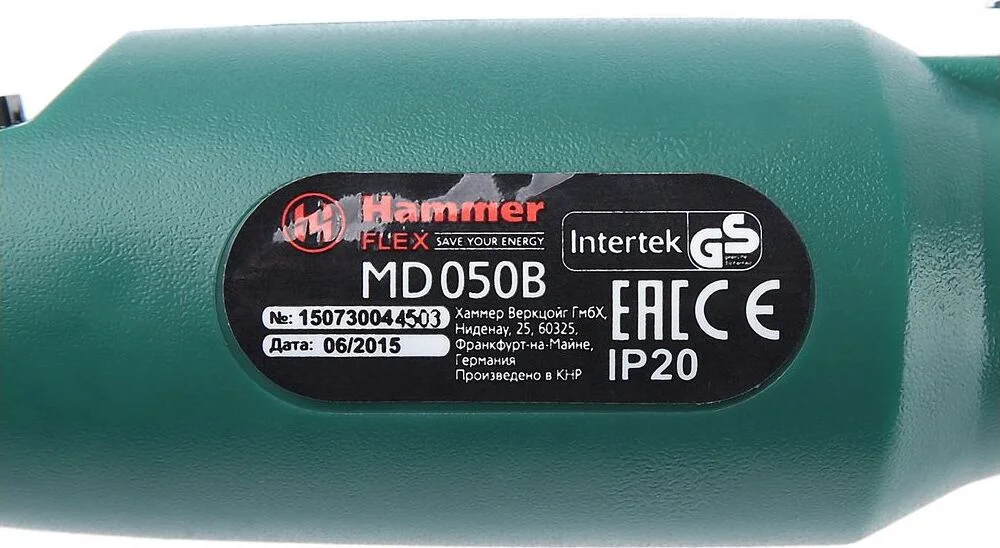 Hammer
FLEX SAVE YOUR ENERGY
MD050B
№: 150730044503
Дата: 06/2015
Хаммер Веркцойг ГмбХ,
Ниденау, 25, 60325,
Франкфурт-на-Майне,
Германия
Произведено в КНР
Intertek GS
EAC CE
IP20